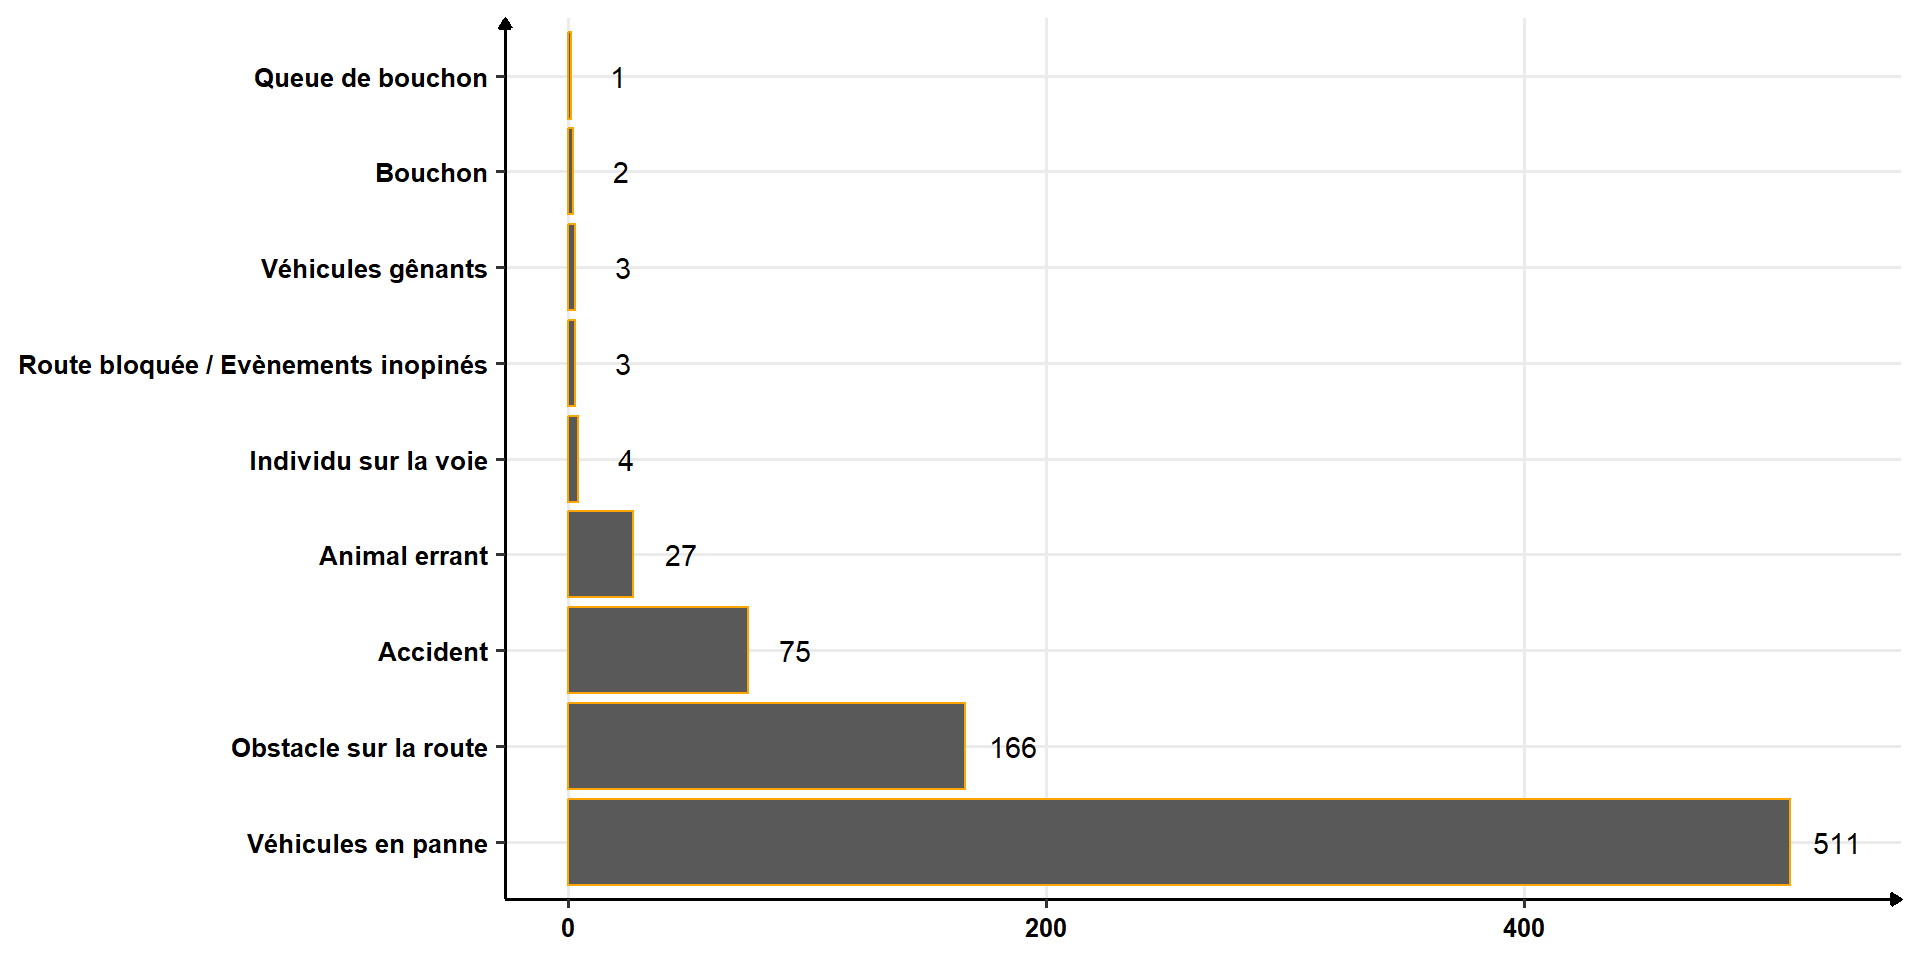 Queue de bouchon 1
Bouchon 2
Véhicules gênants 3
Route bloquée / Evènements inopinés 3
Individu sur la voie 4
Animal errant 27
Accident 75
Obstacle sur la route 166
Véhicules en panne 511
0 200 400